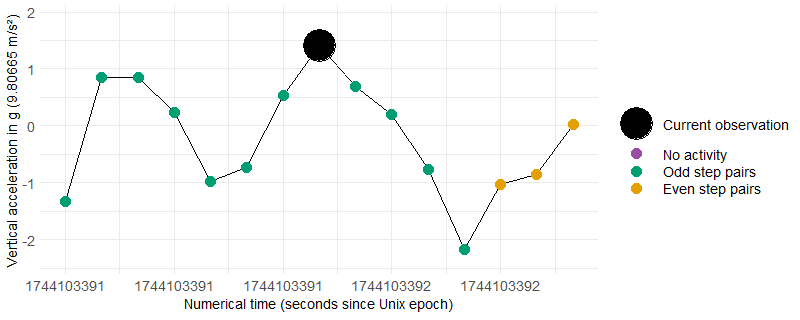 Vertical acceleration in g (9.80665 m/s²)
2
1
0
-1
-2
1744103391
1744103391
1744103391
1744103392
1744103392
Numerical time (seconds since Unix epoch)
Current observation
No activity
Odd step pairs
Even step pairs